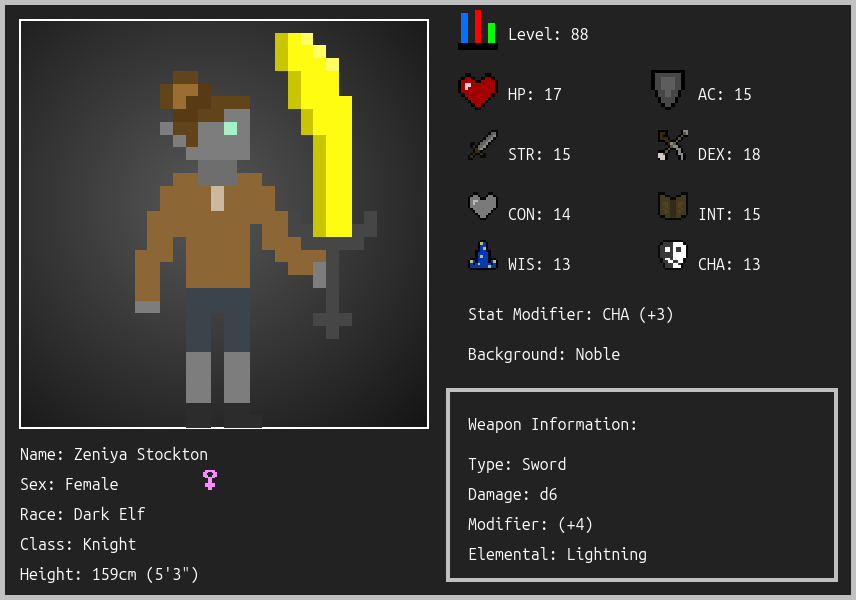 Level: 88
HP: 17
AC: 15
STR: 15
DEX: 18
CON: 14
INT: 15
WIS: 13
CHA: 13
Stat Modifier: CHA (+3)
Background: Noble
Name: Zeniya Stockton
Sex: Female
Race: Dark Elf
Class: Knight
Height: 159cm (5'3")
Weapon Information:
Type: Sword
Damage: d6
Modifier: (+4)
Elemental: Lightning